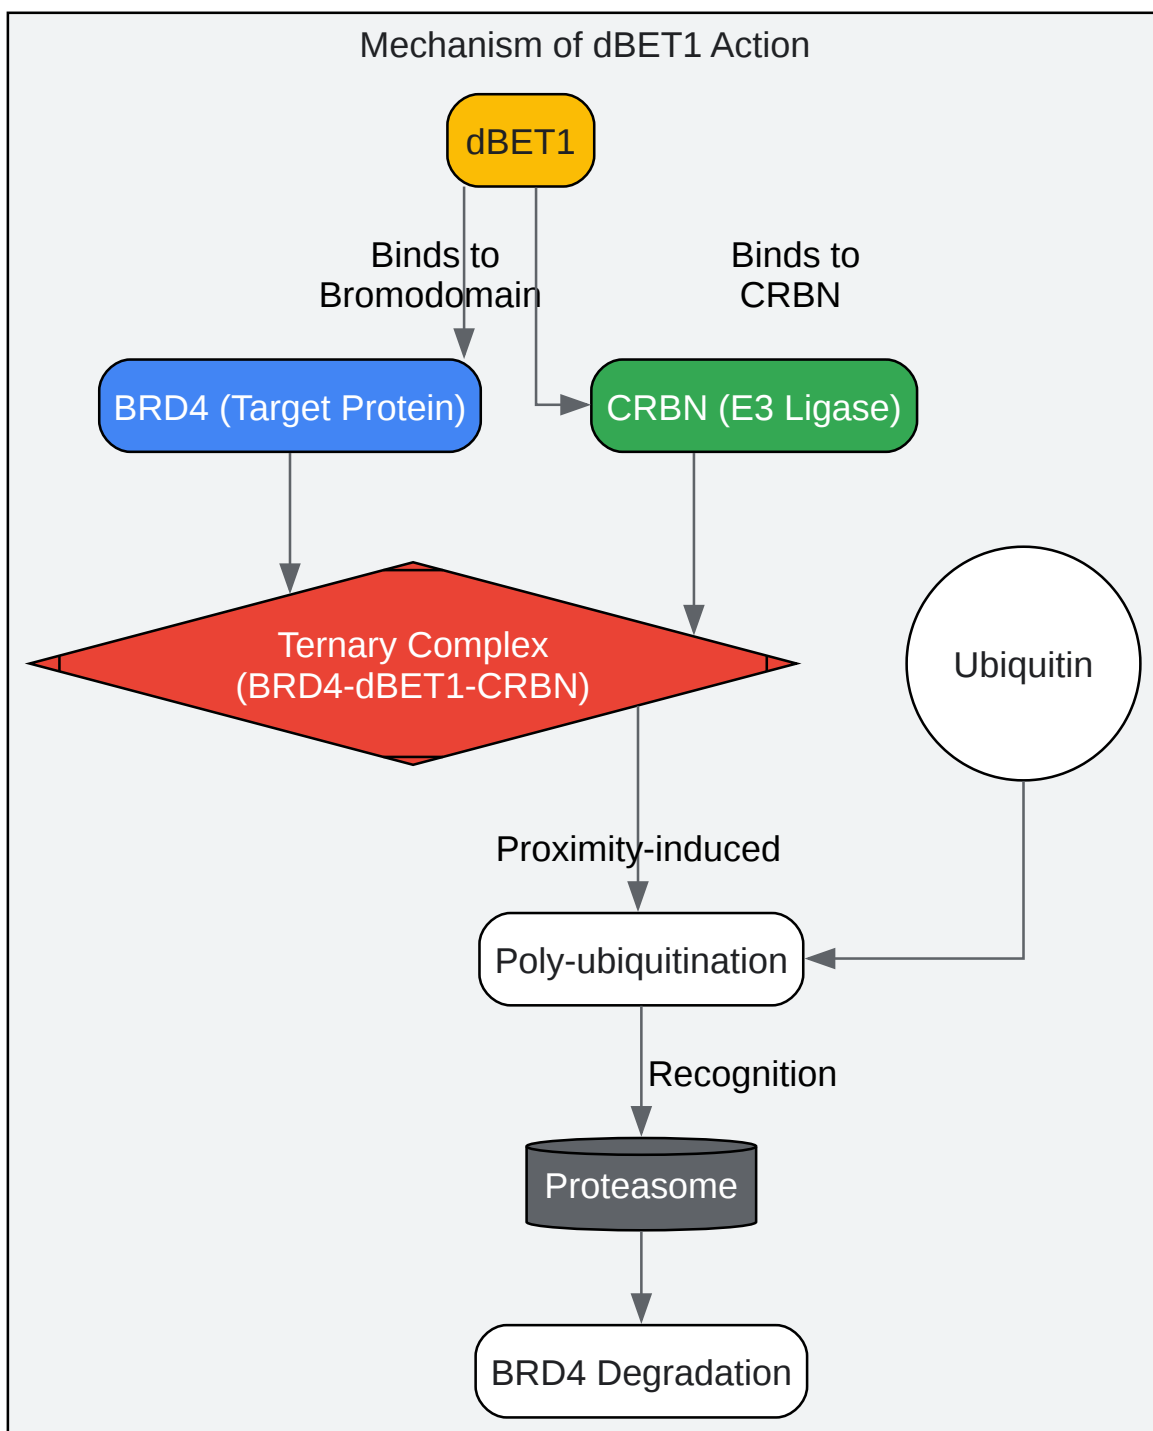 Mechanism of dBET1 Action
dBET1
Binds to
Bromodomain
Binds to
CRBN
BRD4 (Target Protein)
CRBN (E3 Ligase)
Ternary Complex
(BRD4-dBET1-CRBN)
Ubiquitin
Proximity-induced
Poly-ubiquitination
Recognition
Proteasome
BRD4 Degradation